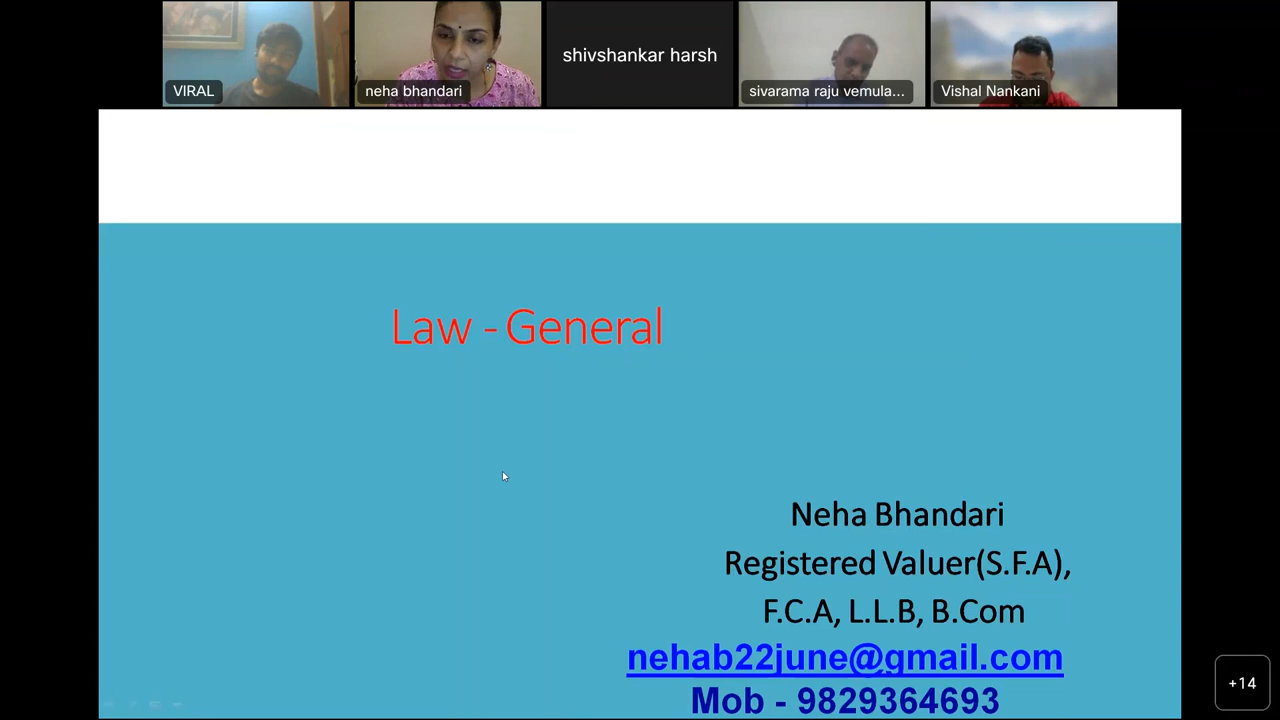 VIRAL
neha bhandari
shivshankar harsh
sivarama raju vemula...
Vishal Nankani
Law - General
Neha Bhandari
Registered Valuer(S.F.A),
F.C.A, L.L.B, B.Com
nehab22june@gmail.com
Mob - 9829364693
+14